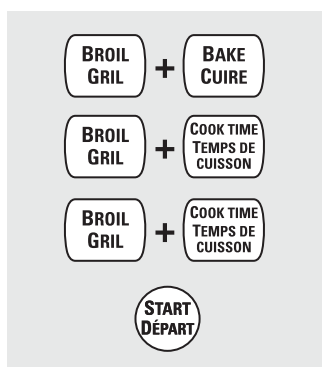 BROIL GRIL + BAKE CUIRE
BROIL GRIL + COOK TIME TEMPS DE CUISSON
BROIL GRIL + COOK TIME TEMPS DE CUISSON
START DÉPART